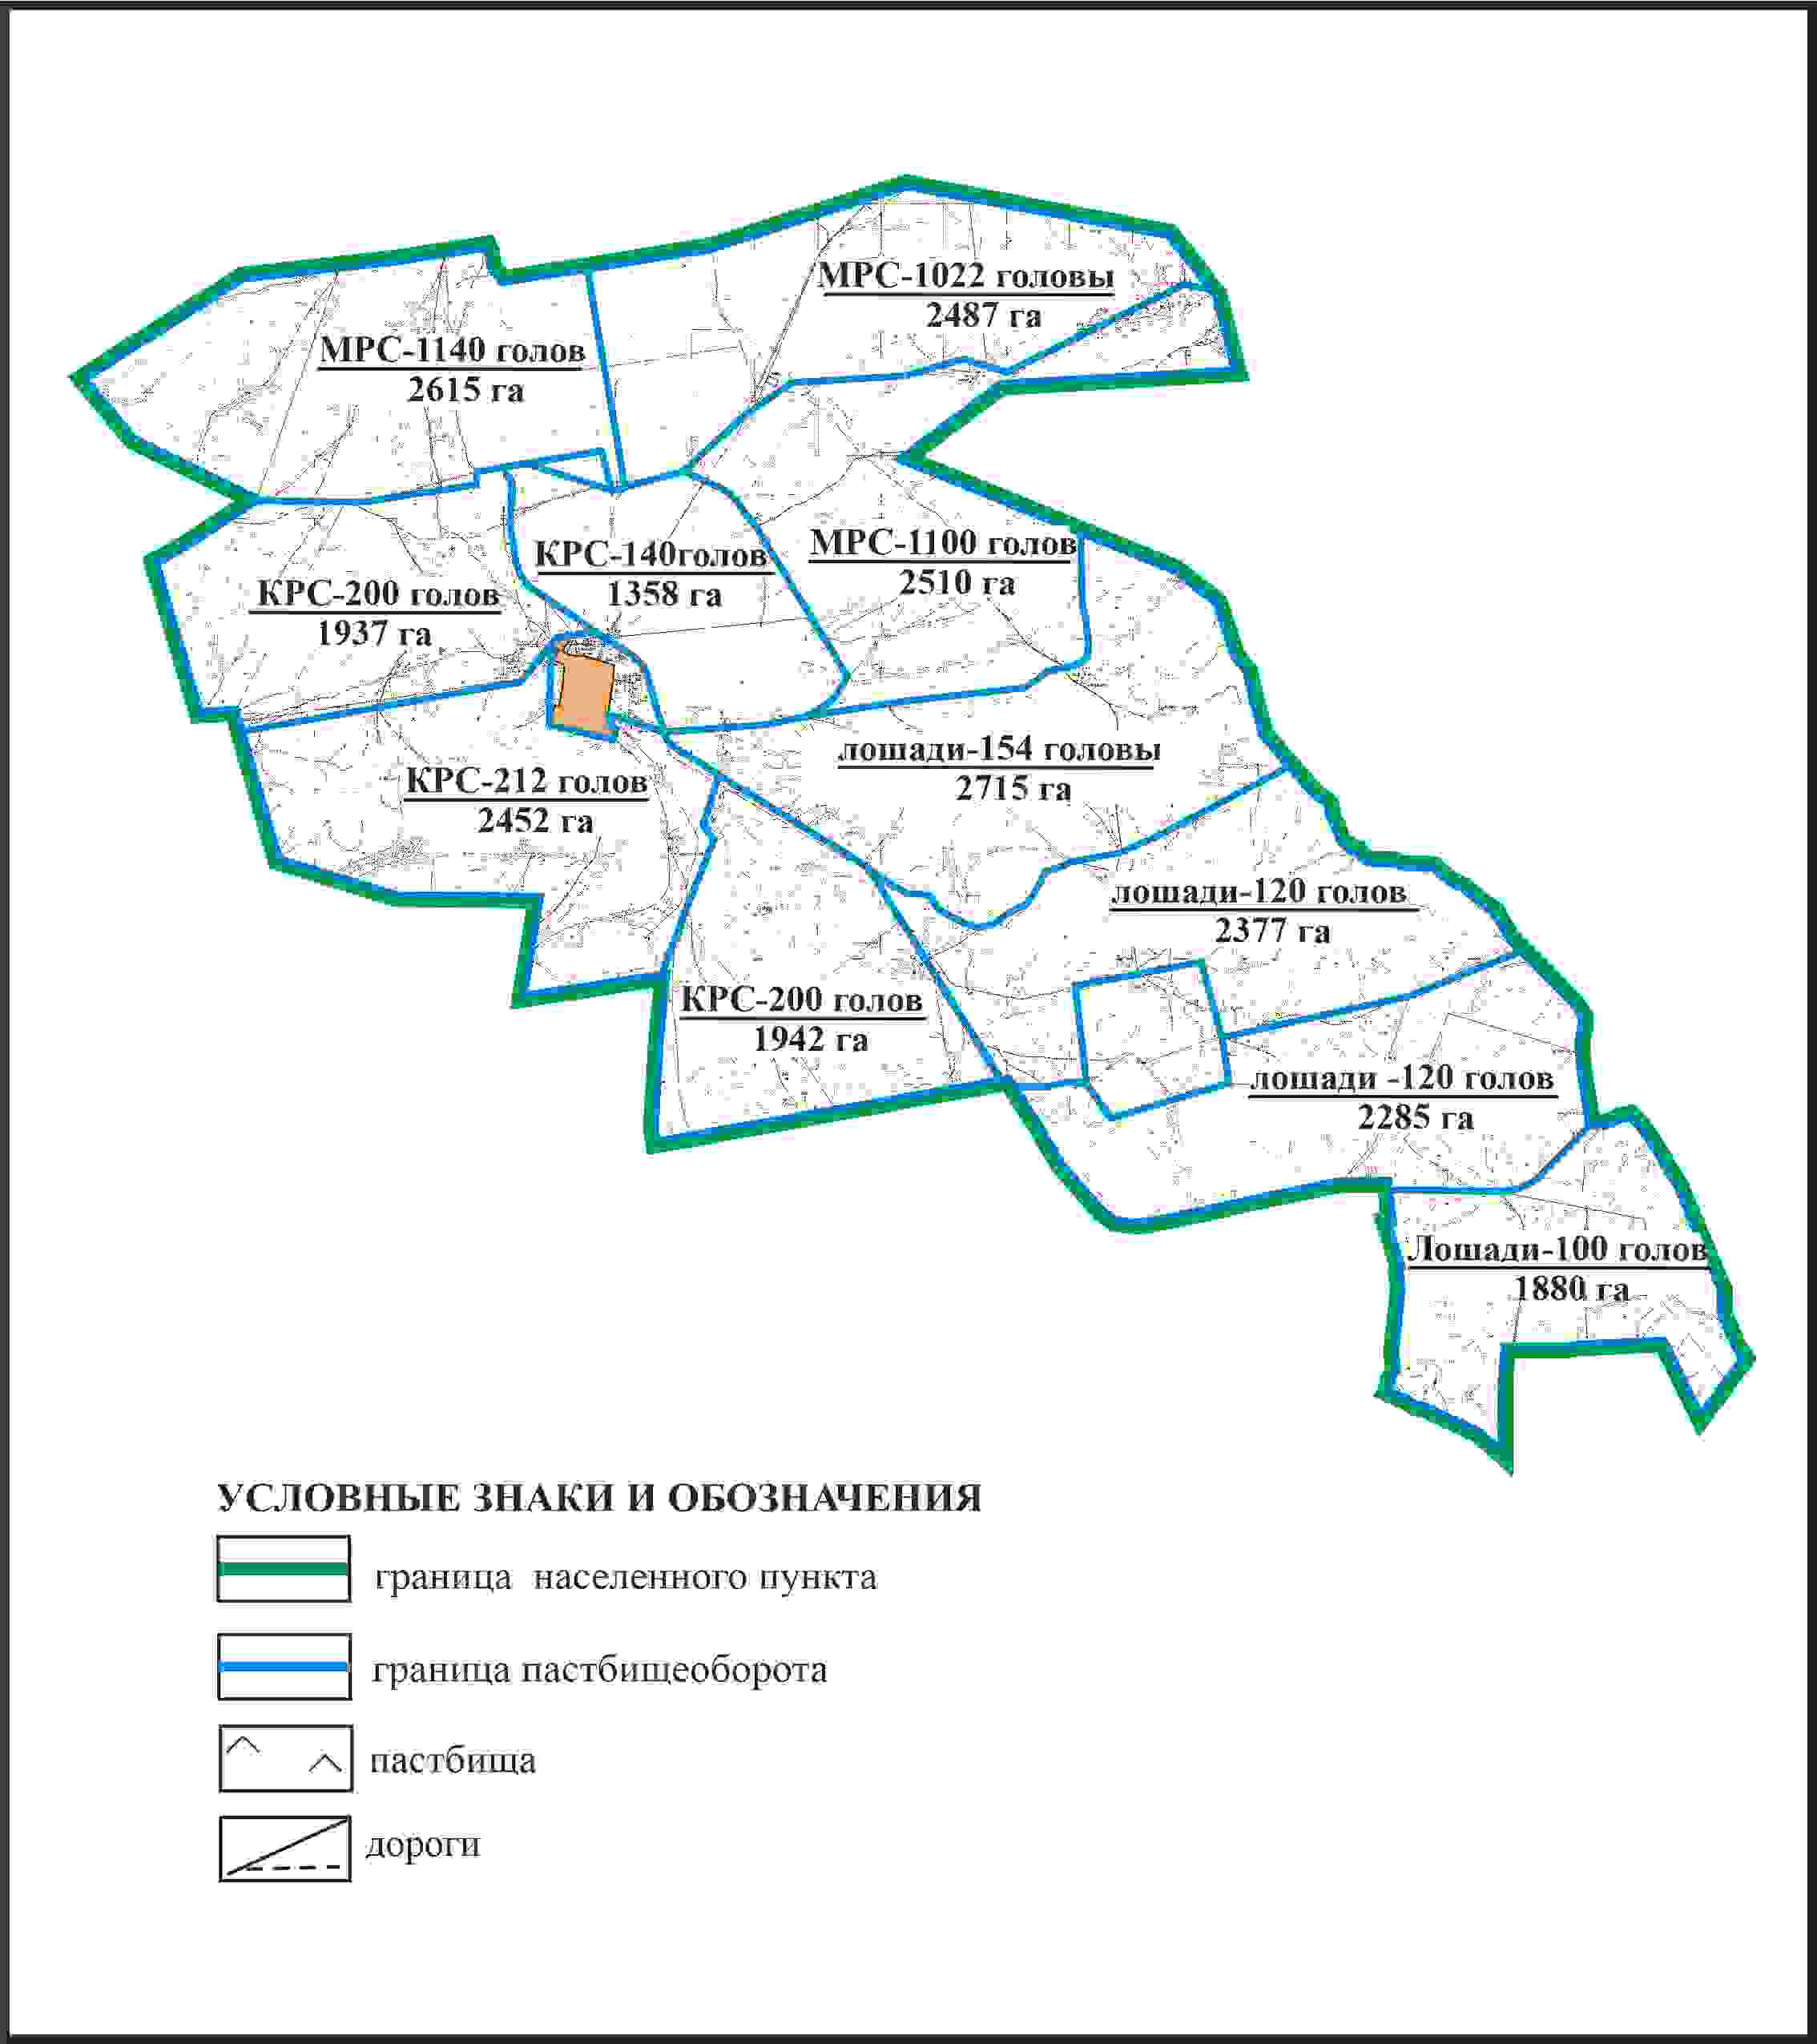 МРС-1022 головы
2487 га
МРС-1140 голов
2615 га
МРС-1100 голов
2510 га
КРС-140голов
1358 га
КРС-200 голов
1937 га
лошади-154 головы
2715 га
КРС-212 голов
2452 га
лошади-120 голов
2377 га
КРС-200 голов
1942 га
лошади -120 голов
2285 га
Лошади-100 голов
1880 га
УСЛОВНЫЕ ЗНАКИ И ОБОЗНАЧЕНИЯ
граница населенного пункта
граница пастбищеоборота
пастбища
дороги